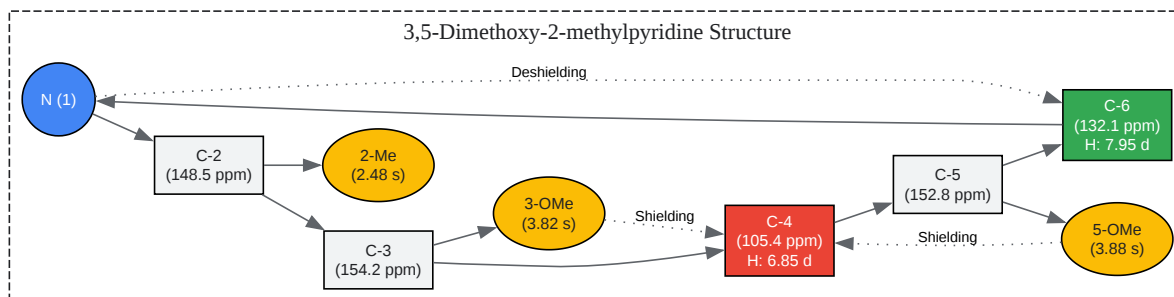 3,5-Dimethoxy-2-methylpyridine Structure
Deshielding
N (1)
C-6
(132.1 ppm)
H: 7.95 d
C-2
(148.5 ppm)
2-Me
(2.48 s)
C-5
(152.8 ppm)
3-OMe
(3.82 s)
Shielding
C-4
(105.4 ppm)
H: 6.85 d
Shielding
5-OMe
(3.88 s)
C-3
(154.2 ppm)